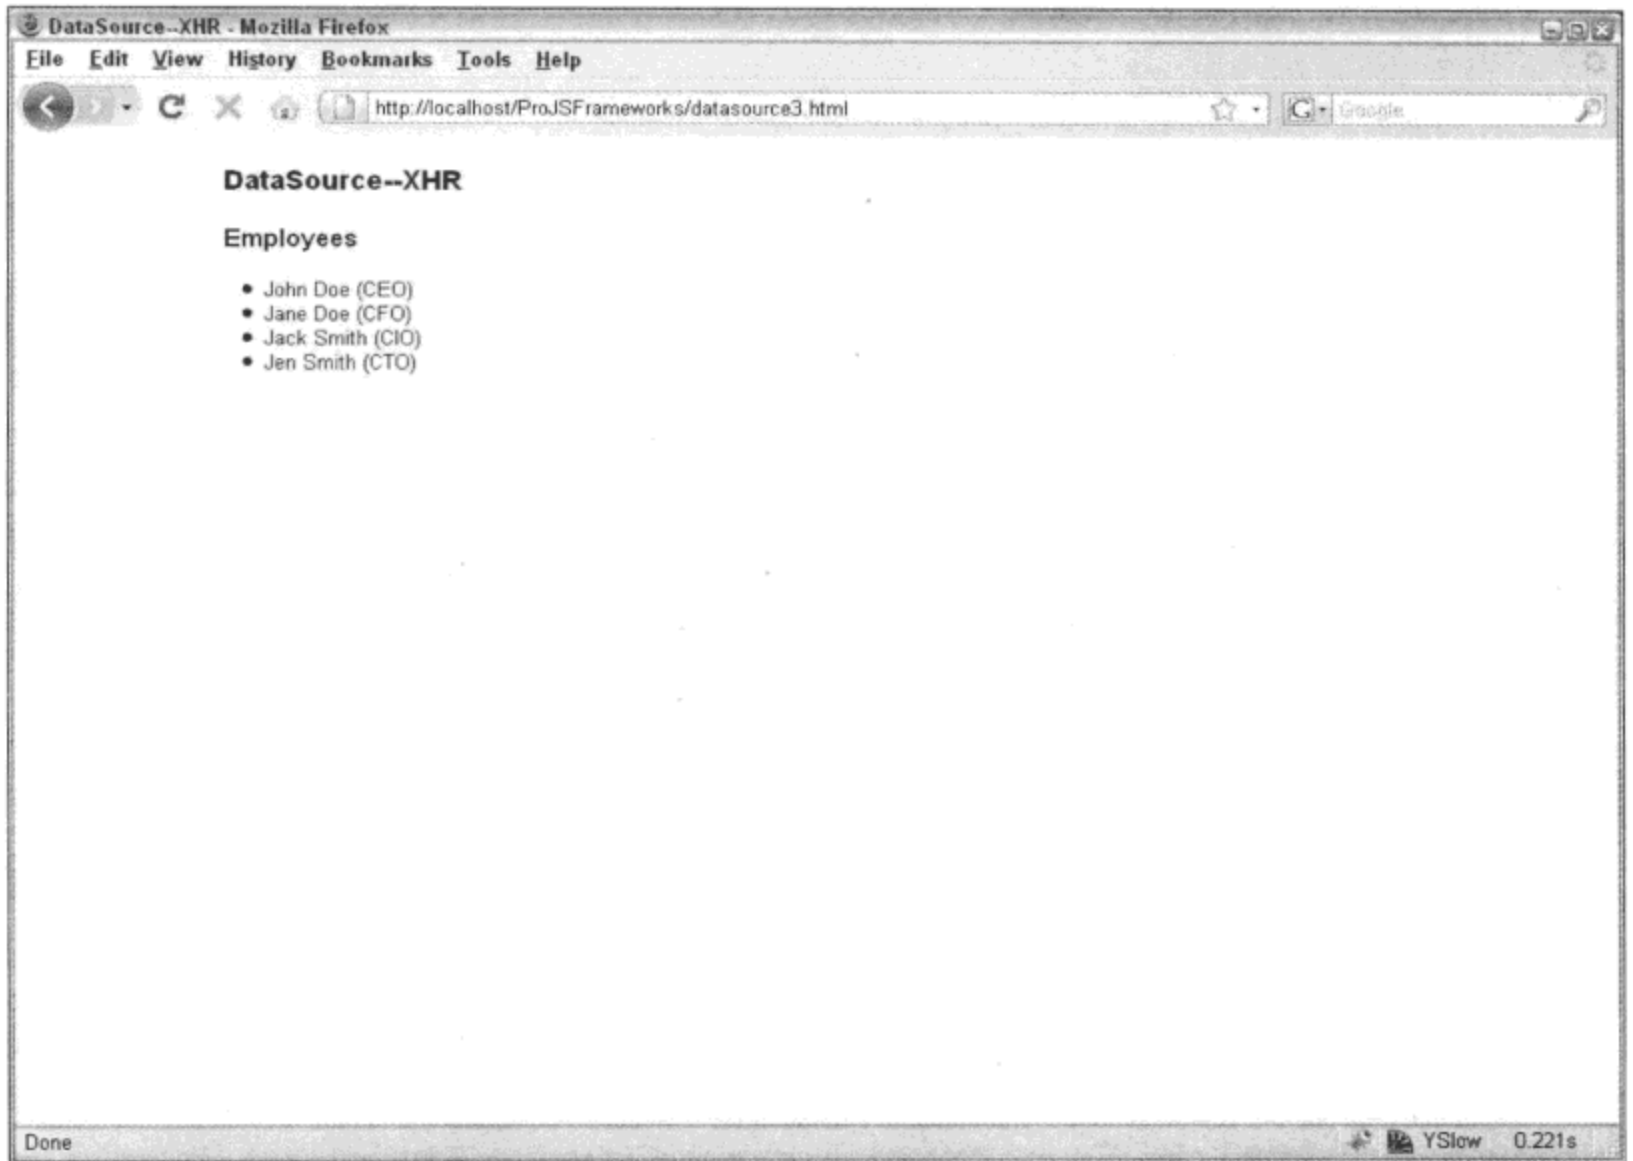 DataSource--XHR - Mozilla Firefox
File Edit View History Bookmarks Tools Help
http://localhost/ProJSFrameworks/datasource3.html G Google
DataSource--XHR
Employees
• John Doe (CEO)
• Jane Doe (CFO)
• Jack Smith (CIO)
• Jen Smith (CTO)
Done YSlow 0.221s